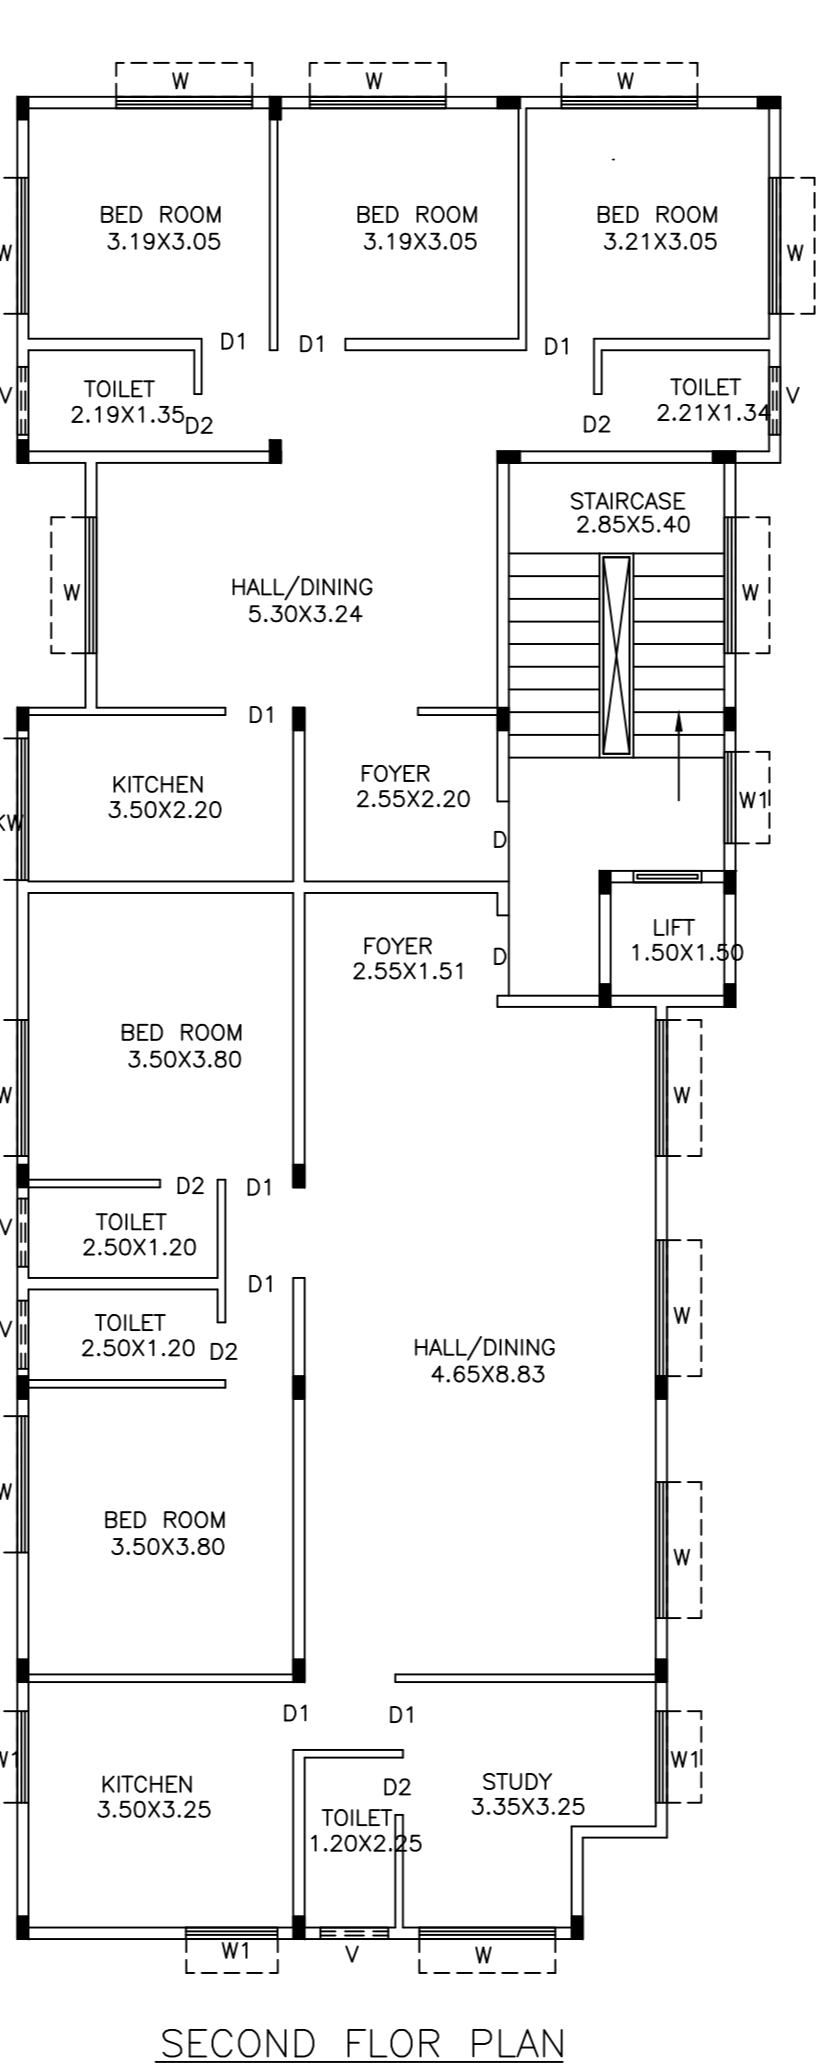 W
W
W
BED ROOM
3.19X3.05
BED ROOM
3.19X3.05
BED ROOM
3.21X3.05
W
W
D1
D1
D1
TOILET
2.19X1.35
D2
V
TOILET
2.21X1.34
D2
V
STAIRCASE
2.85X5.40
W
HALL/DINING
5.30X3.24
W
D1
KITCHEN
3.50X2.20
FOYER
2.55X2.20
W1
KW
D
FOYER
2.55X1.51
D
LIFT
1.50X1.50
BED ROOM
3.50X3.80
W
W
D2
D1
TOILET
2.50X1.20
V
D1
TOILET
2.50X1.20
V
D2
W
HALL/DINING
4.65X8.83
W
BED ROOM
3.50X3.80
W
D1
D1
KITCHEN
3.50X3.25
W1
D2
TOILET
1.20X2.25
STUDY
3.35X3.25
W1
W1
V
W
SECOND FLOR PLAN